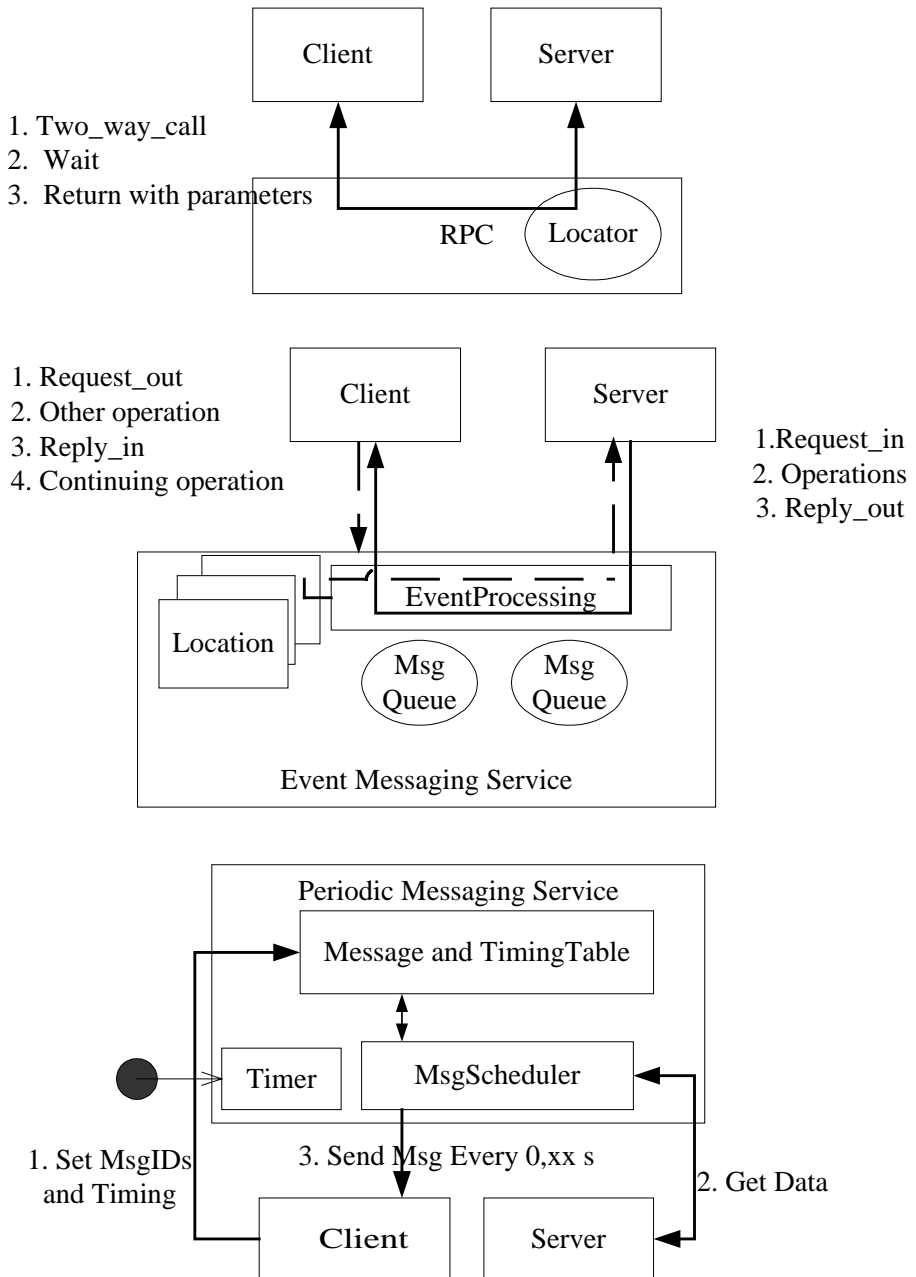 Client
Server
1. Two_way_call
2. Wait
3. Return with parameters
RPC
Locator
1. Request_out
2. Other operation
3. Reply_in
4. Continuing operation
Client
Server
1.Request_in
2. Operations
3. Reply_out
EventProcessing
Location
Msg
Queue
Msg
Queue
Event Messaging Service
Periodic Messaging Service
Message and TimingTable
Timer
MsgScheduler
1. Set MsgIDs
and Timing
3. Send Msg Every 0,xx s
2. Get Data
Client
Server